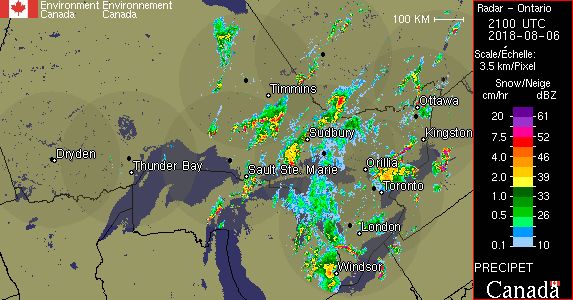 Environment Environnement
Canada Canada
100 KM
Timmins
Ottawa
Sudbury
Kingston
Dryden
Thunder Bay
Sault Ste. Marie
Orillia
Toronto
London
Windsor
Radar - Ontario
2100 UTC
2018-08-06
Scale/Échelle:
3.5 km/Pixel
Snow/Neige
cm/hr dBZ
20 61
7.5 52
4.0 46
2.0 39
1.0 33
0.5 26
0.1 10
PRECIPET
Canada